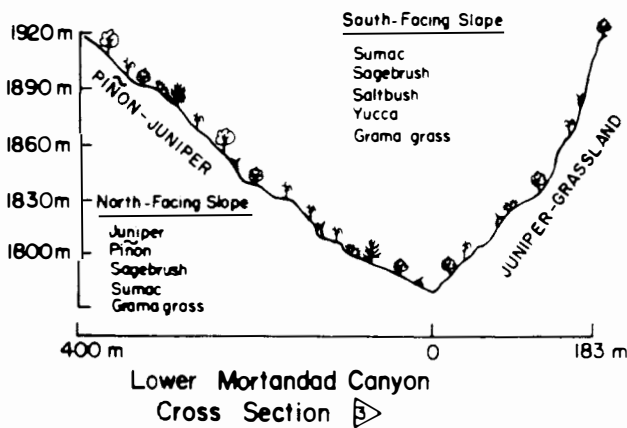 1920 m
1890 m
1860 m
1830 m
1800 m
PIÑON-JUNIPER
South-Facing Slope
Sumac
Sagebrush
Saltbush
Yucca
Grama grass
North-Facing Slope
Juniper
Piñon
Sagebrush
Sumac
Grama grass
JUNIPER-GRASSLAND
400 m
0
183 m
Lower Mortandad Canyon
Cross Section 3